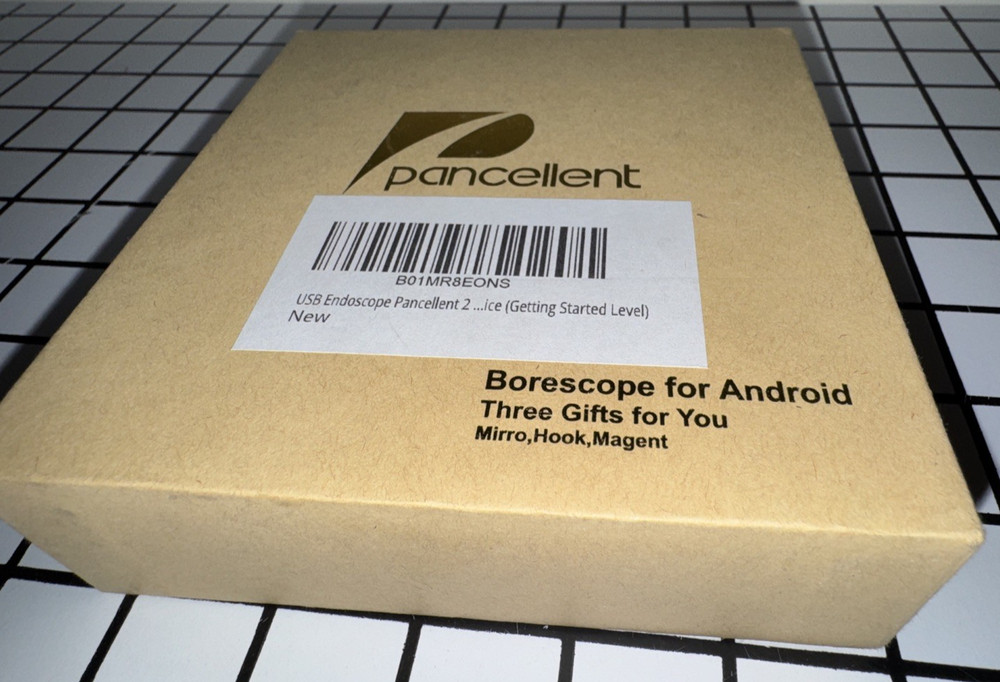 pancellent
B01MR8EONS
USB Endoscope Pancellent 2 ...ice (Getting Started Level)
New
Borescope for Android
Three Gifts for You
Mirro,Hook,Magent